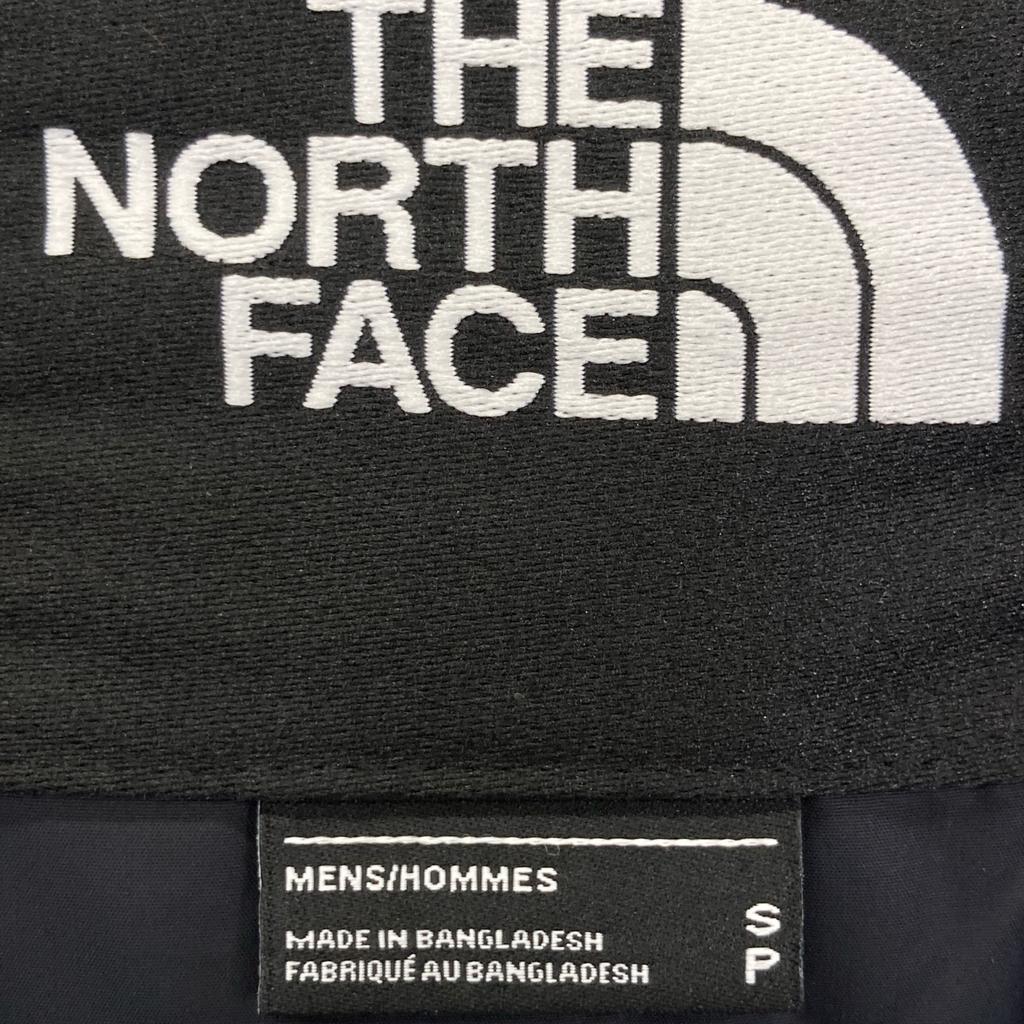 THE
NORTH
FACE
MENS/HOMMES
MADE IN BANGLADESH
FABRIQUÉ AU BANGLADESH
S
P